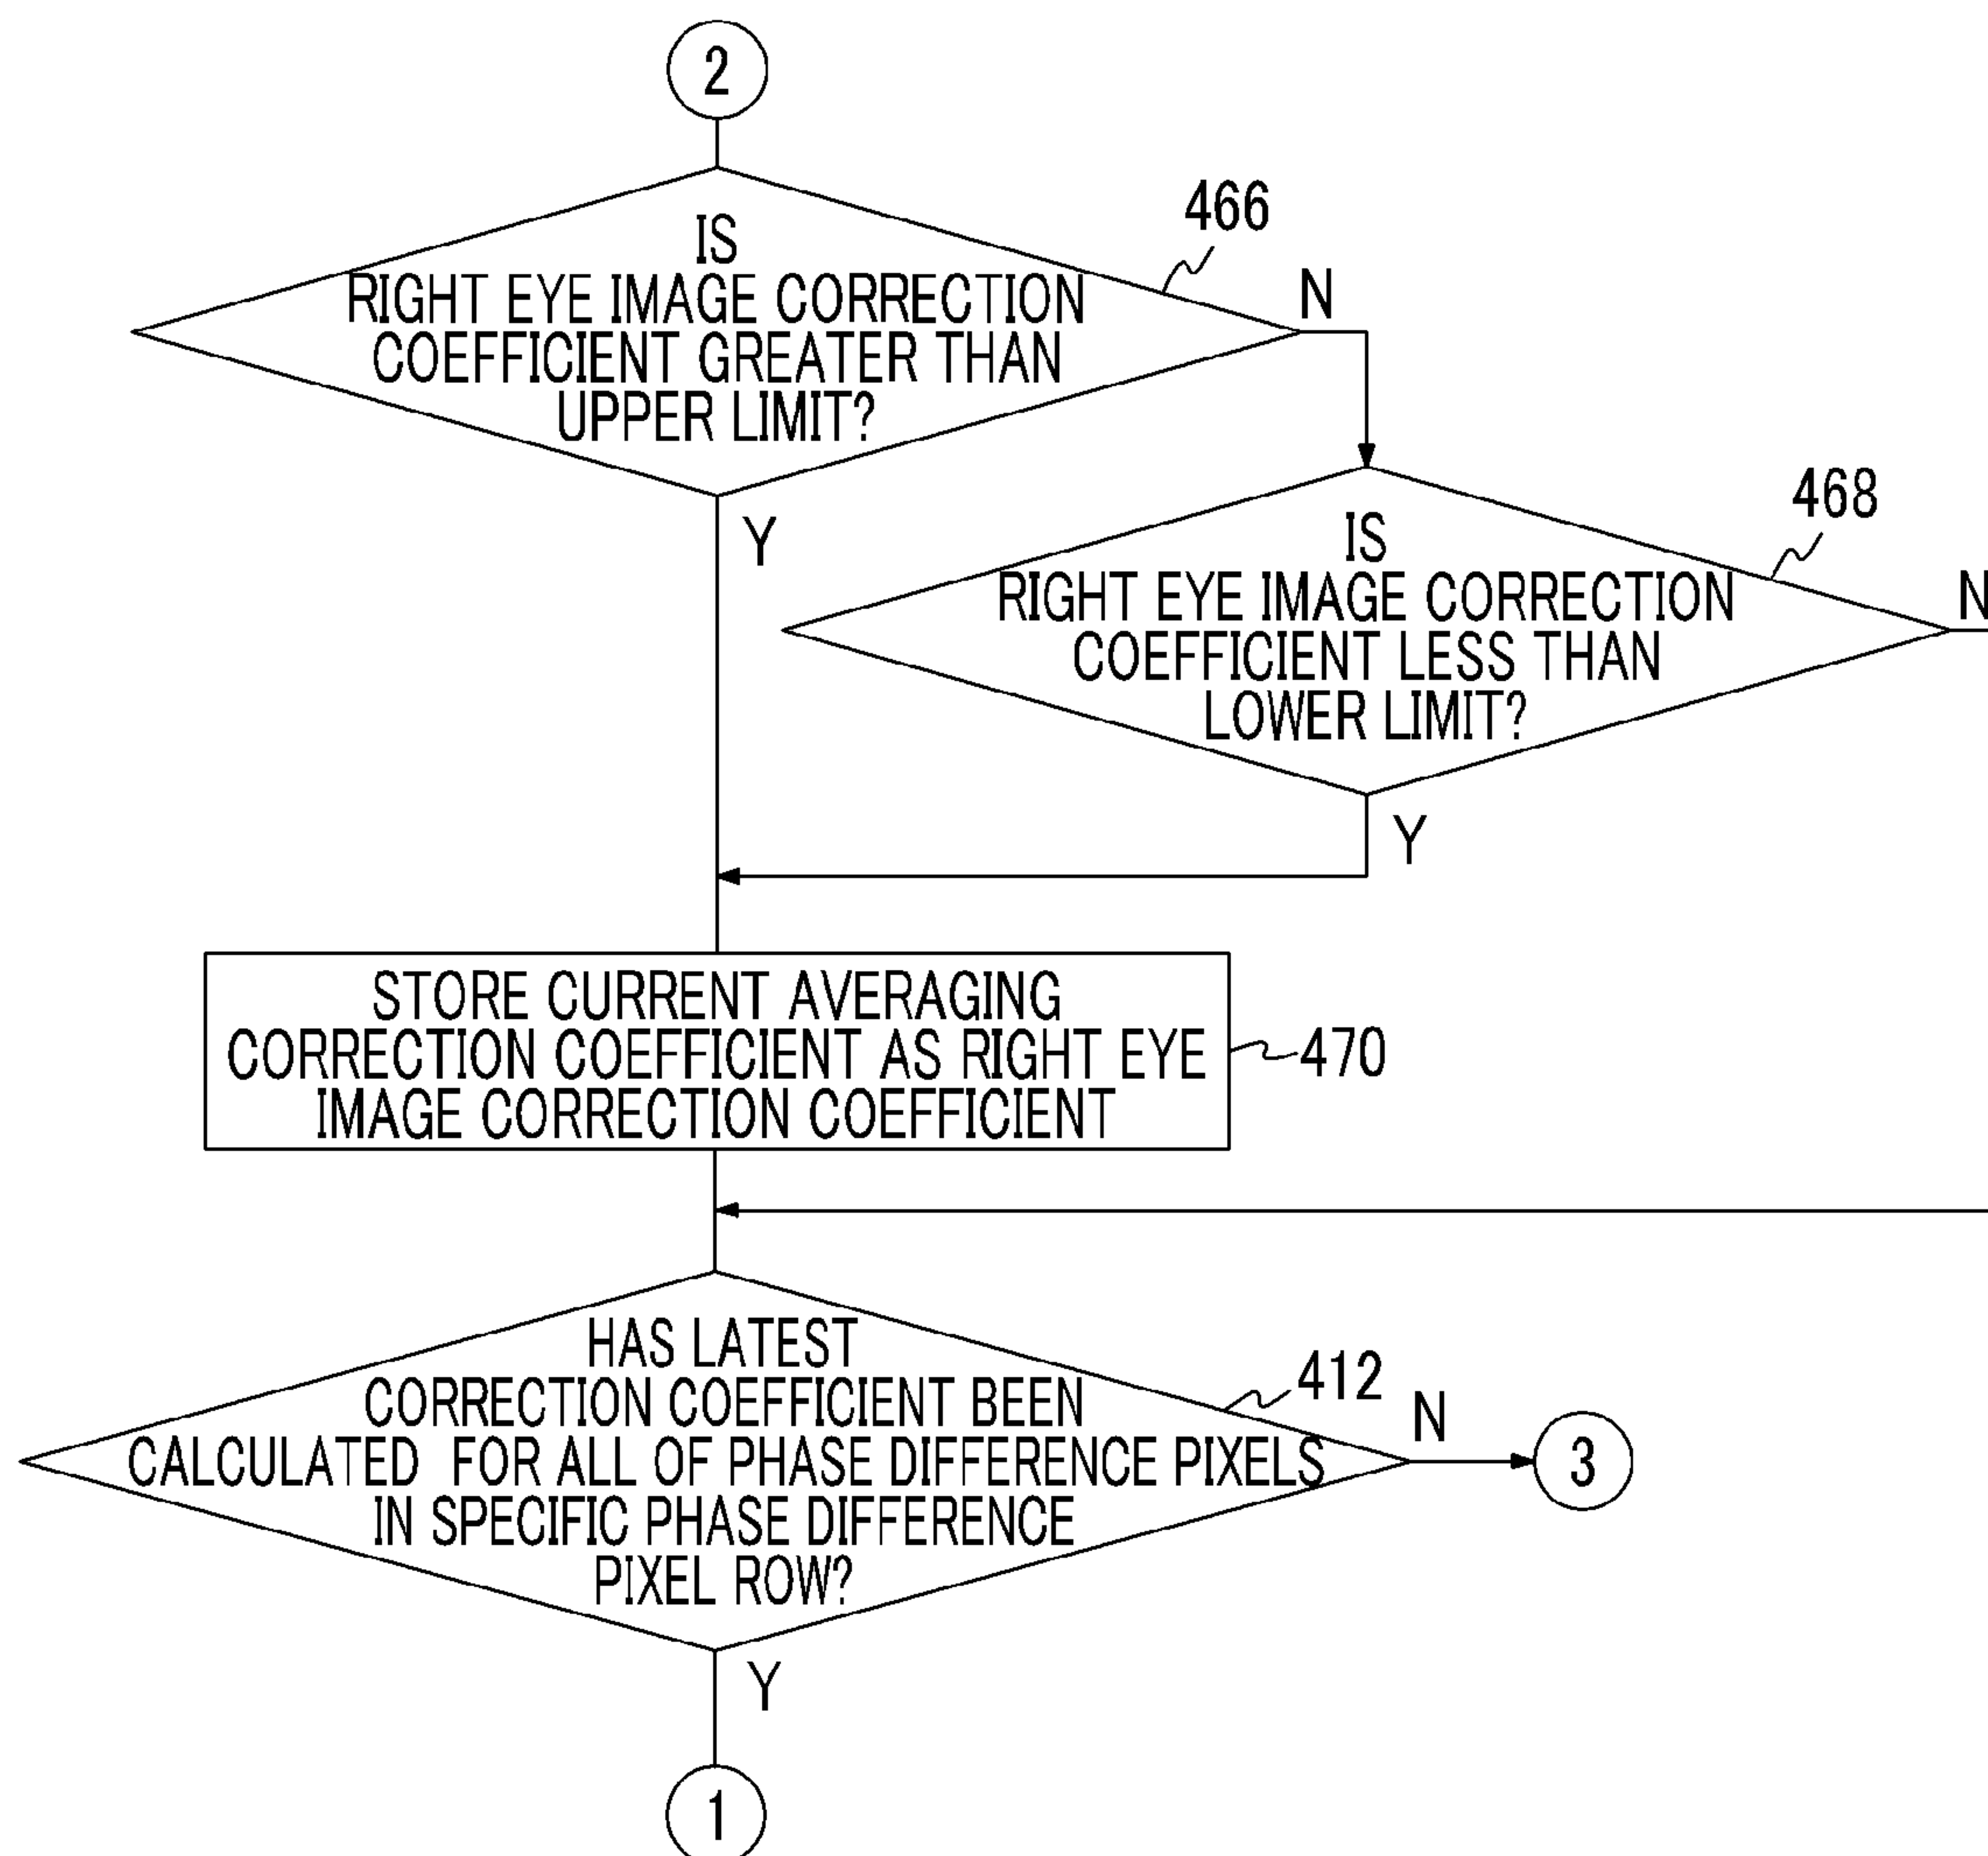 2
IS
RIGHT EYE IMAGE CORRECTION
COEFFICIENT GREATER THAN
UPPER LIMIT?
466
N
Y
IS
RIGHT EYE IMAGE CORRECTION
COEFFICIENT LESS THAN
LOWER LIMIT?
468
N
Y
STORE CURRENT AVERAGING
CORRECTION COEFFICIENT AS RIGHT EYE
IMAGE CORRECTION COEFFICIENT
470
HAS LATEST
CORRECTION COEFFICIENT BEEN
CALCULATED FOR ALL OF PHASE DIFFERENCE PIXELS
IN SPECIFIC PHASE DIFFERENCE
PIXEL ROW?
412
N
3
Y
1